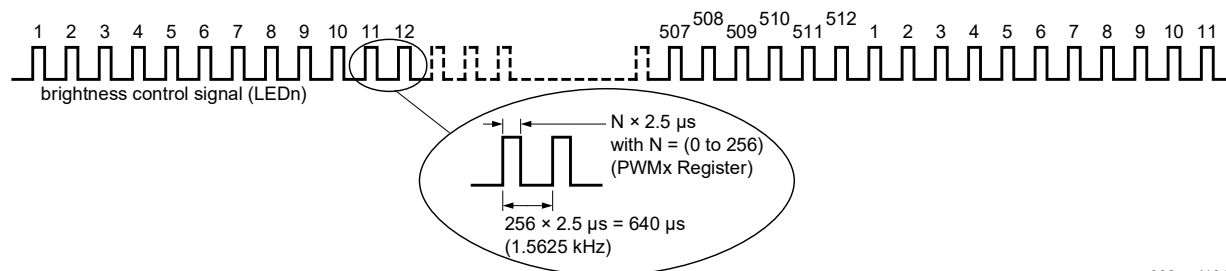 1 2 3 4 5 6 7 8 9 10 11 12 507 508 509 510 511 512 1 2 3 4 5 6 7 8 9 10 11
brightness control signal (LEDn)
N × 2.5 μs
with N = (0 to 256)
(PWMx Register)
256 × 2.5 μs = 640 μs
(1.5625 kHz)